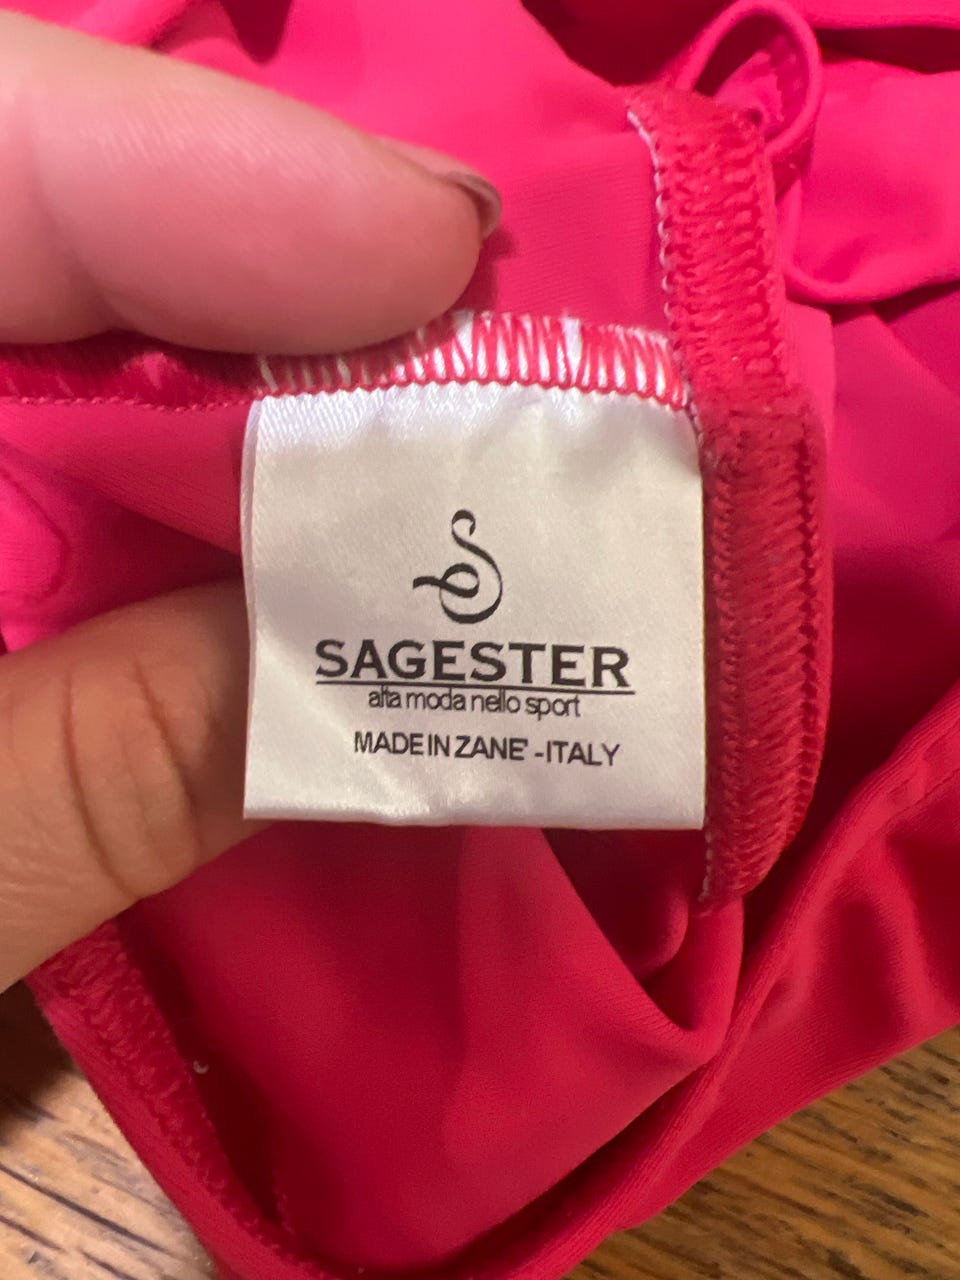 SAGESTER
alta moda nello sport
MADE IN ZANE' -ITALY